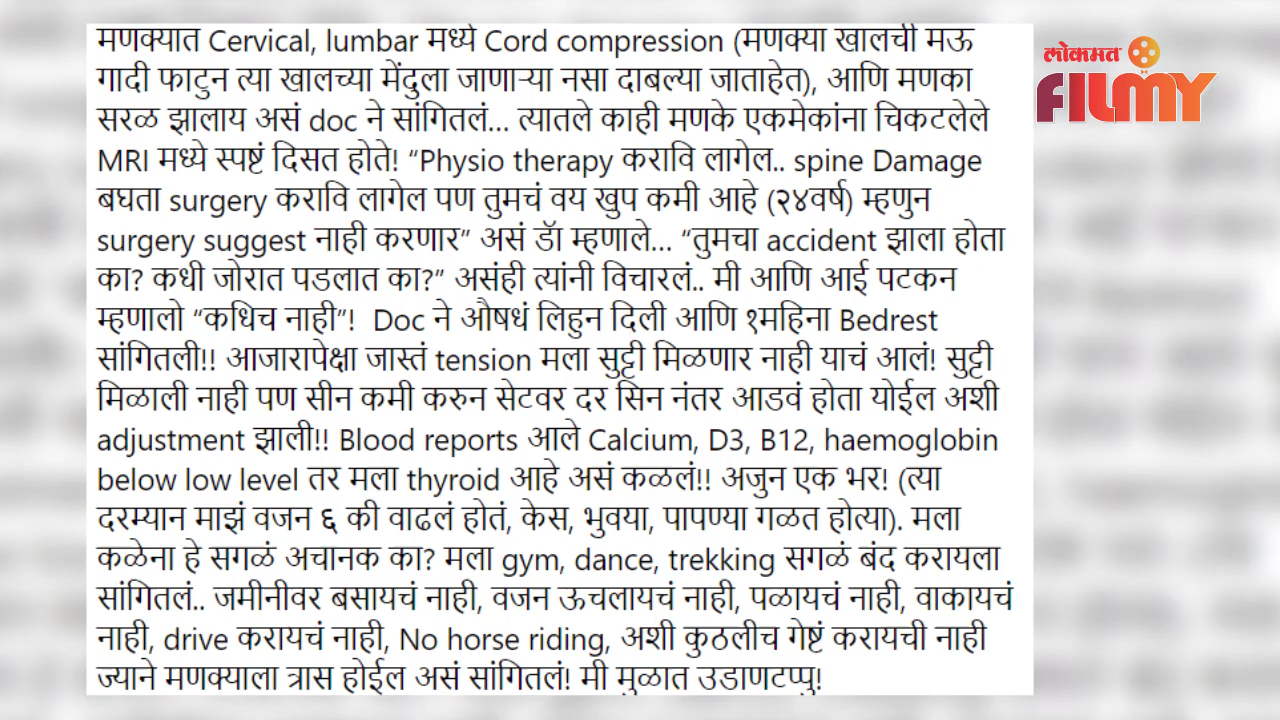 मणक्यात Cervical, lumbar मध्ये Cord compression (मणक्या खालची मऊ
गादी फाटुन त्या खालच्या मेंदुला जाणाऱ्या नसा दाबल्या जाताहेत), आणि मणका
सरळ झालाय असं doc ने सांगितलं... त्यातले काही मणके एकमेकांना चिकटलेले
MRI मध्ये स्पष्टं दिसत होते! “Physio therapy करावि लागेल.. spine Damage
बघता surgery करावि लागेल पण तुमचं वय खुप कमी आहे (२४वर्ष) म्हणुन
surgery suggest नाही करणार” असं डॅा म्हणाले... “तुमचा accident झाला होता
का? कधी जोरात पडलात का?” असंही त्यांनी विचारलं.. मी आणि आई पटकन
म्हणालो “कधिच नाही”! Doc ने औषधं लिहुन दिली आणि १महिना Bedrest
सांगितली!! आजारापेक्षा जास्तं tension मला सुट्टी मिळणार नाही याचं आलं! सुट्टी
मिळाली नाही पण सीन कमी करुन सेटवर दर सिन नंतर आडवं होता योईल अशी
adjustment झाली!! Blood reports आले Calcium, D3, B12, haemoglobin
below low level तर मला thyroid आहे असं कळलं!! अजुन एक भर! (त्या
दरम्यान माझं वजन ६ की वाढलं होतं, केस, भुवया, पापण्या गळत होत्या). मला
कळेना हे सगळं अचानक का? मला gym, dance, trekking सगळं बंद करायला
सांगितलं.. जमीनीवर बसायचं नाही, वजन ऊचलायचं नाही, पळायचं नाही, वाकायचं
नाही, drive करायचं नाही, No horse riding, अशी कुठलीच गेष्टं करायची नाही
ज्याने मणक्याला त्रास होईल असं सांगितलं! मी मुळात उडाणटप्पु!
लोकमत
FILMY